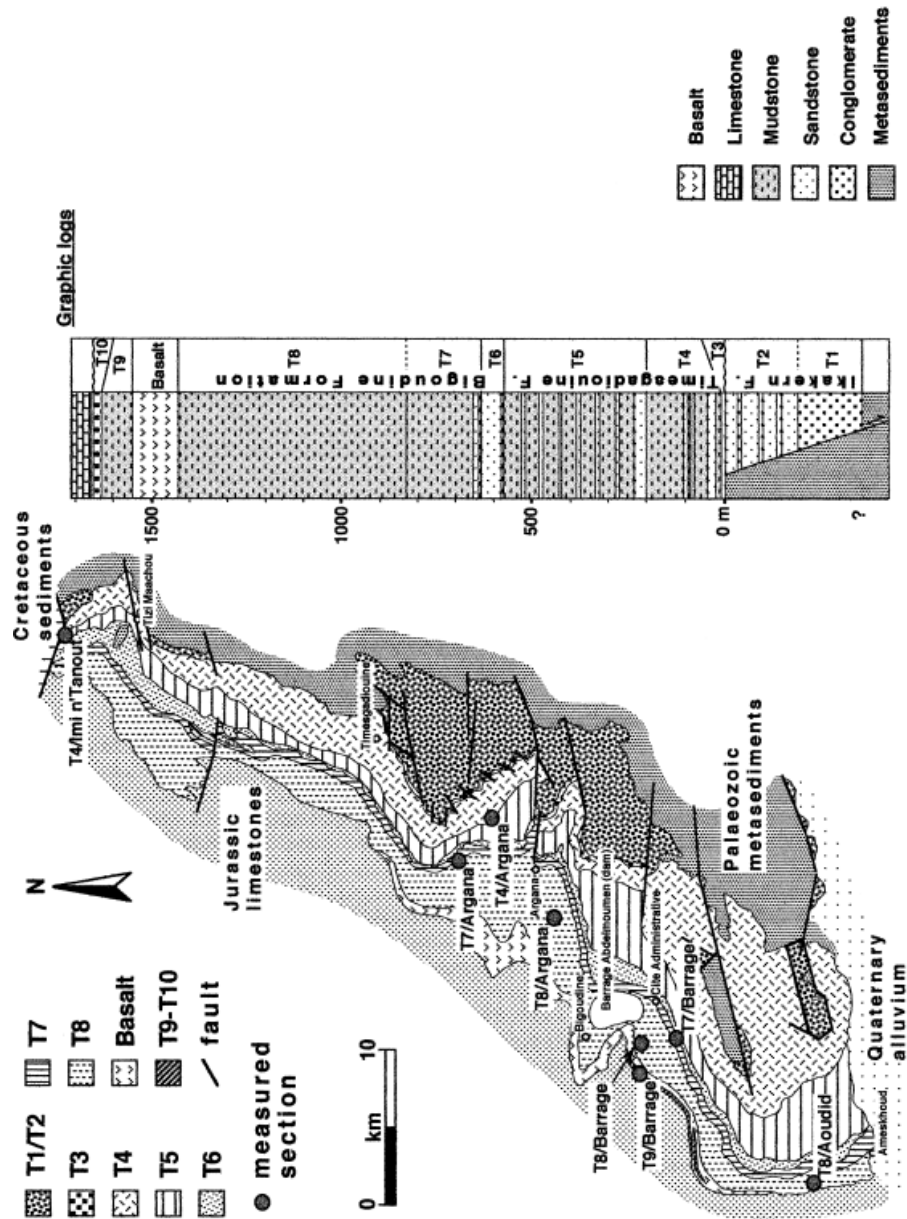 N
T1/T2
T3
T4
T5
T6
T7
T8
Basalt
T9-T10
fault
measured
section
0
km
10
Cretaceous
sediments
T4/Imi n'Tanout
Tizi Maachou
Jurassic
limestones
Timesgadiouine
T7/Argana
T4/Argana
Argana
T8/Argana
Bigoudine
Barrage Abdelmoumen (dam)
Cite Administrative
T7/Barrage
T8/Barrage
T9/Barrage
T8/Aoudid
Ameskhoud
Palaeozoic
metasediments
Quaternary
alluvium
Graphic logs
1500
1000
500
0 m
?
T10
T9
Basalt
T8
T7
T6
T5
T4
T3
T2
T1
Bigoudine Formation
Timesgadiouine F.
Ikakern F.
Basalt
Limestone
Mudstone
Sandstone
Conglomerate
Metasediments